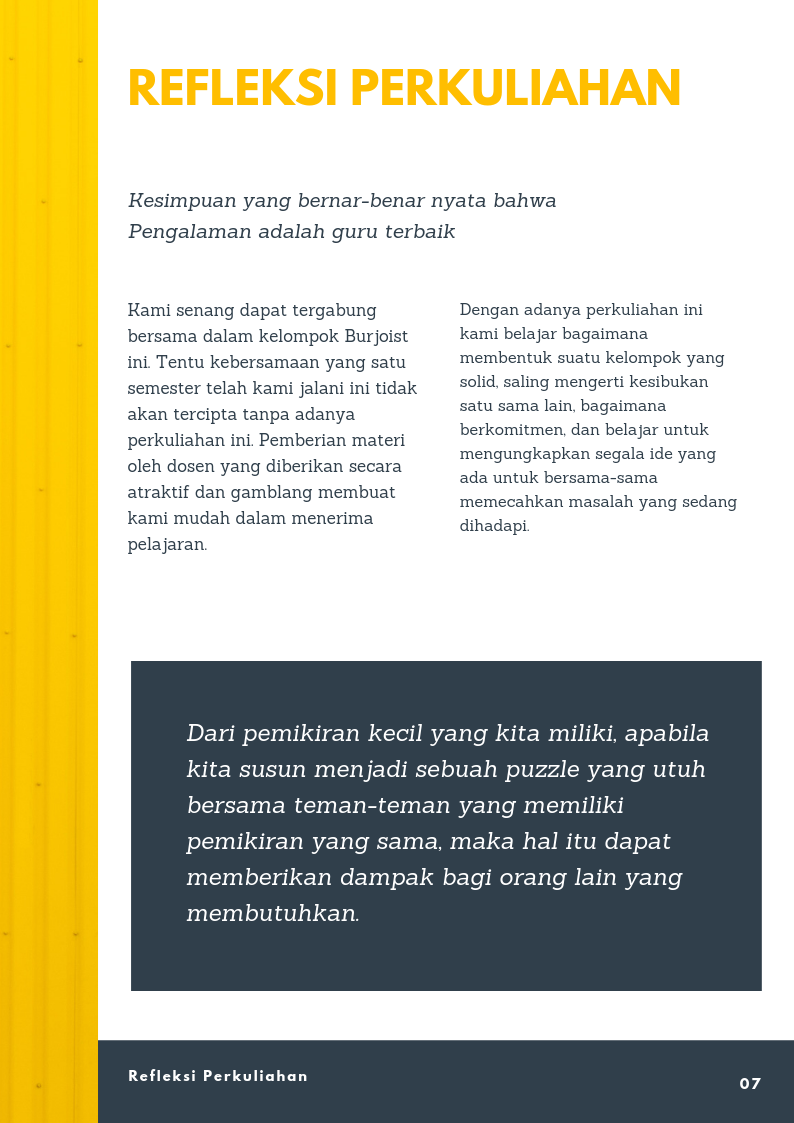 REFLEKSI PERKULIAHAN
Kesimpuan yang bernar-benar nyata bahwa
Pengalaman adalah guru terbaik
Kami senang dapat tergabung
bersama dalam kelompok Burjoist
ini. Tentu kebersamaan yang satu
semester telah kami jalani ini tidak
akan tercipta tanpa adanya
perkuliahan ini. Pemberian materi
oleh dosen yang diberikan secara
atraktif dan gamblang membuat
kami mudah dalam menerima
pelajaran.
Dengan adanya perkuliahan ini
kami belajar bagaimana
membentuk suatu kelompok yang
solid, saling mengerti kesibukan
satu sama lain, bagaimana
berkomitmen, dan belajar untuk
mengungkapkan segala ide yang
ada untuk bersama-sama
memecahkan masalah yang sedang
dihadapi.
Dari pemikiran kecil yang kita miliki, apabila
kita susun menjadi sebuah puzzle yang utuh
bersama teman-teman yang memiliki
pemikiran yang sama, maka hal itu dapat
memberikan dampak bagi orang lain yang
membutuhkan.
Refleksi Perkuliahan
07